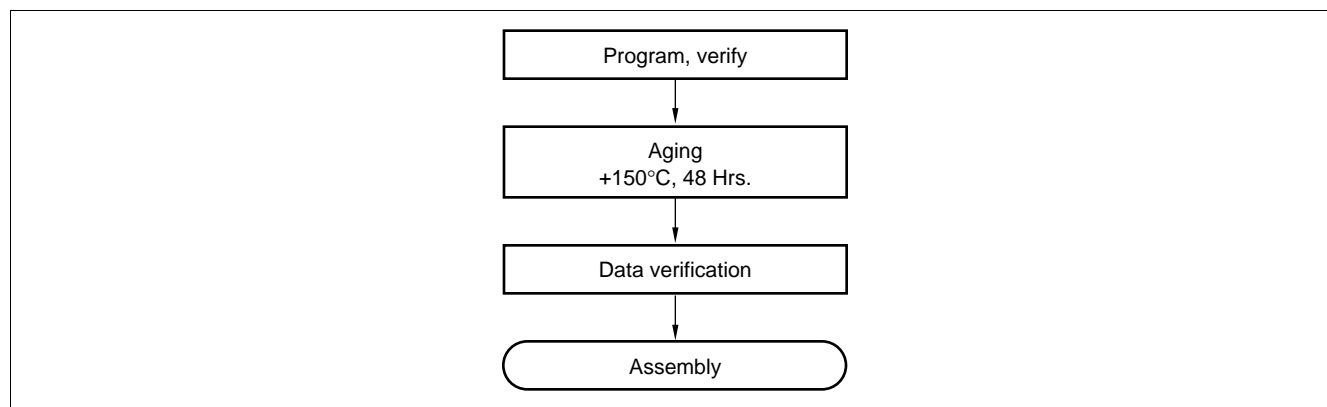 Program, verify
Aging
+150°C, 48 Hrs.
Data verification
Assembly